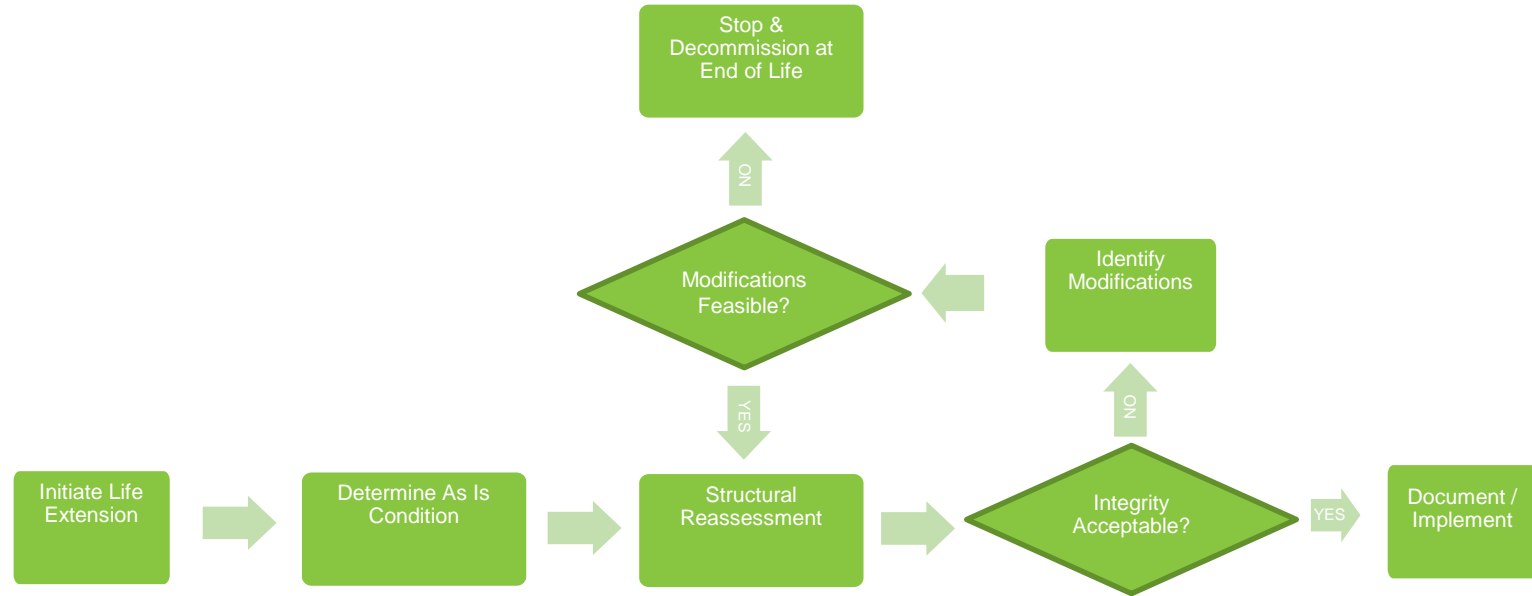 Stop &
Decommission at
End of Life
NO
Modifications
Feasible?
Identify
Modifications
YES
NO
Initiate Life
Extension
Determine As Is
Condition
Structural
Reassessment
Integrity
Acceptable?
YES
Document /
Implement